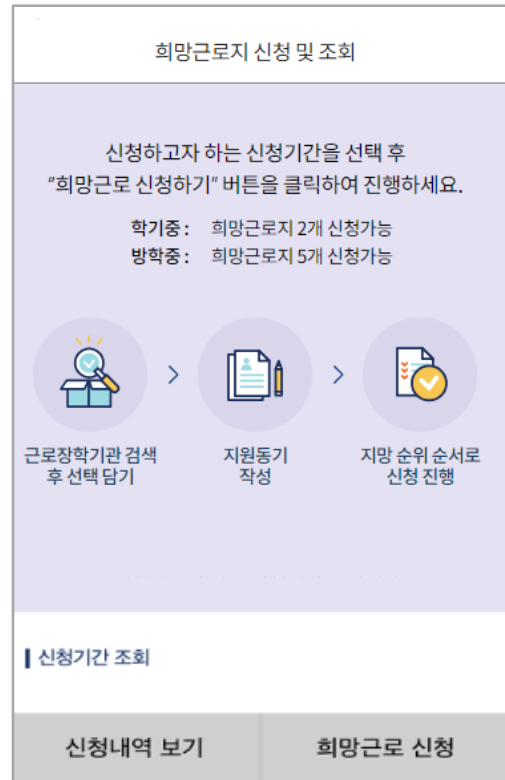 희망근로지 신청 및 조회
신청하고자 하는 신청기간을 선택 후
"희망근로 신청하기" 버튼을 클릭하여 진행하세요.
학기중 : 희망근로지 2개 신청가능
방학중 : 희망근로지 5개 신청가능
근로장학기관 검색
후 선택 담기
지원동기
작성
지망 순위 순서로
신청 진행
신청기간 조회
신청내역 보기
희망근로 신청